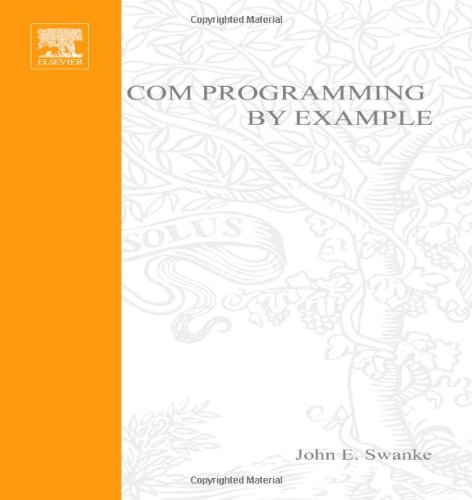 Copyrighted Material
ELSEVIER
COM PROGRAMMING
BY EXAMPLE
SOLUS
John E. Swanke
Copyrighted Material